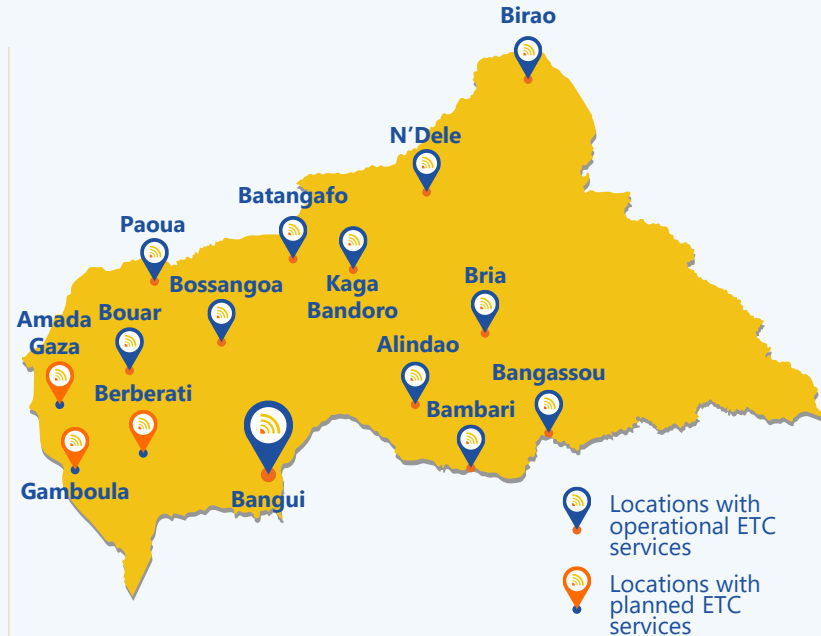 Birao
N'Dele
Batangafo
Paoua
Bossangoa
Kaga
Bandoro
Bria
Amada
Gaza
Bouar
Alindao
Berberati
Bangassou
Bambari
Gamboula
Bangui
Locations with
operational ETC
services
Locations with
planned ETC
services